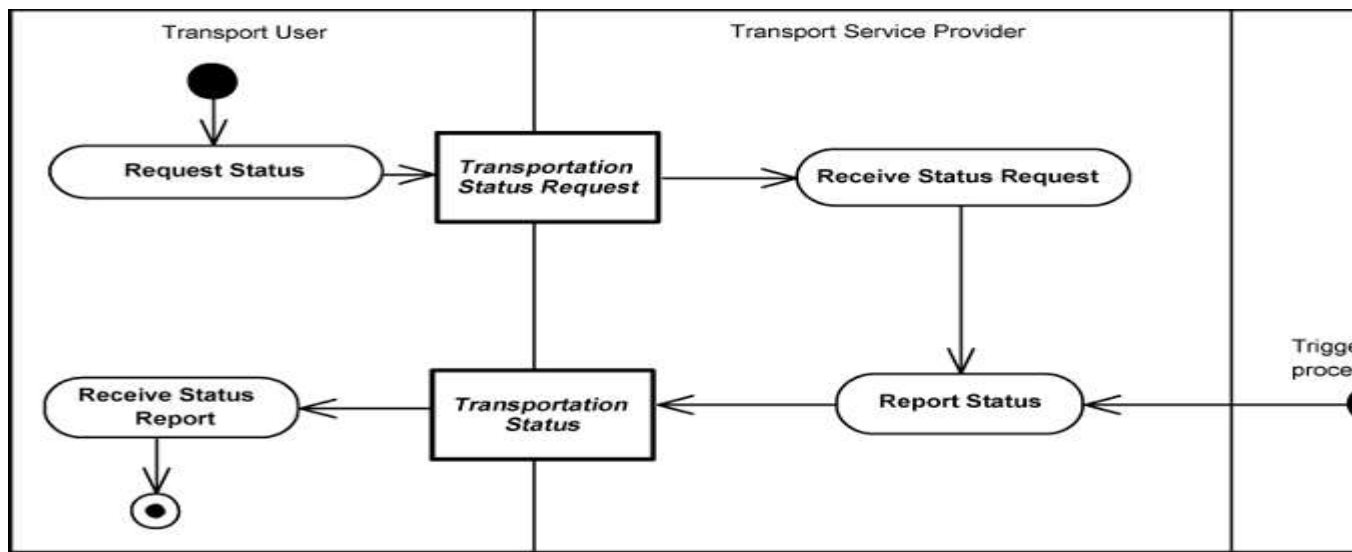 Transport User
Transport Service Provider
Request Status
Transportation
Status Request
Receive Status Request
Receive Status
Report
Transportation
Status
Report Status